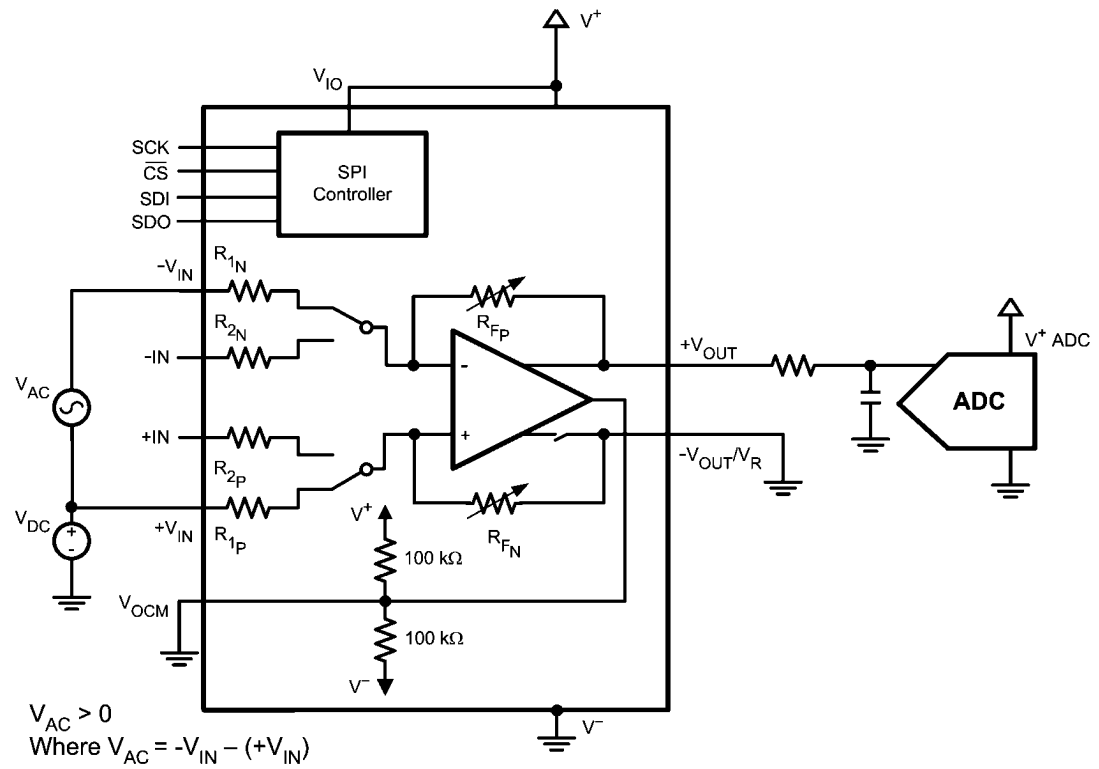 V+
VIO
SCK
CS
SDI
SDO
SPI
Controller
–VIN
R1N
R2N
–IN
RFP
+VOUT
V+ ADC
VAC
-
ADC
+IN
+
–VOUT/VR
R2P
VDC
+
-
+VIN
R1P
V+
RFN
100 kΩ
VOCM
100 kΩ
V–
V–
VAC > 0
Where VAC = -VIN – (+VIN)